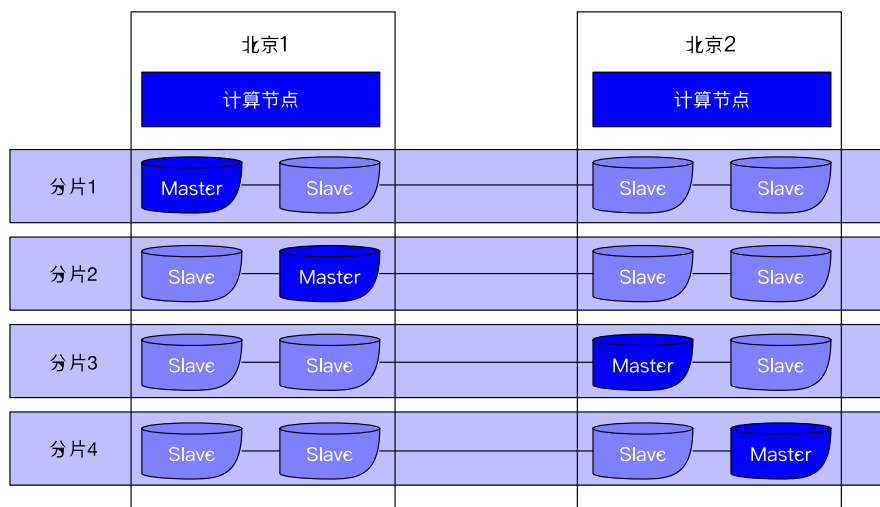 北京1 北京2
计算节点 计算节点
分片1 Master Slave Slave Slave
分片2 Slave Master Slave Slave
分片3 Slave Slave Master Slave
分片4 Slave Slave Slave Master